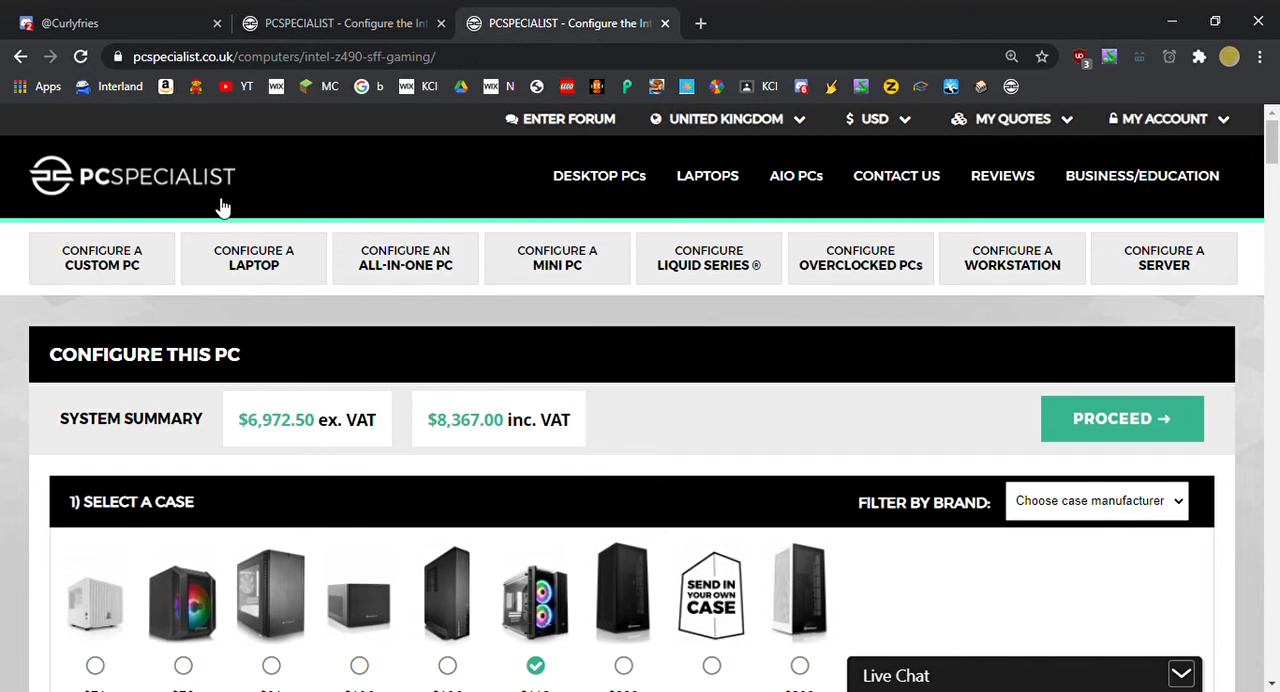 @Curlyfries
PCSPECIALIST - Configure the Int
PCSPECIALIST - Configure the Int
pcspecialist.co.uk/computers/intel-z490-sff-gaming/
Apps Interland YT MC b KCI N KCI
ENTER FORUM UNITED KINGDOM $ USD MY QUOTES MY ACCOUNT
PCSPECIALIST
DESKTOP PCs LAPTOPS AIO PCs CONTACT US REVIEWS BUSINESS/EDUCATION
CONFIGURE A CUSTOM PC
CONFIGURE A LAPTOP
CONFIGURE AN ALL-IN-ONE PC
CONFIGURE A MINI PC
CONFIGURE LIQUID SERIES ®
CONFIGURE OVERCLOCKED PCs
CONFIGURE A WORKSTATION
CONFIGURE A SERVER
CONFIGURE THIS PC
SYSTEM SUMMARY $6,972.50 ex. VAT $8,367.00 inc. VAT PROCEED →
1) SELECT A CASE FILTER BY BRAND: Choose case manufacturer
SEND IN
YOUR OWN
CASE
Live Chat